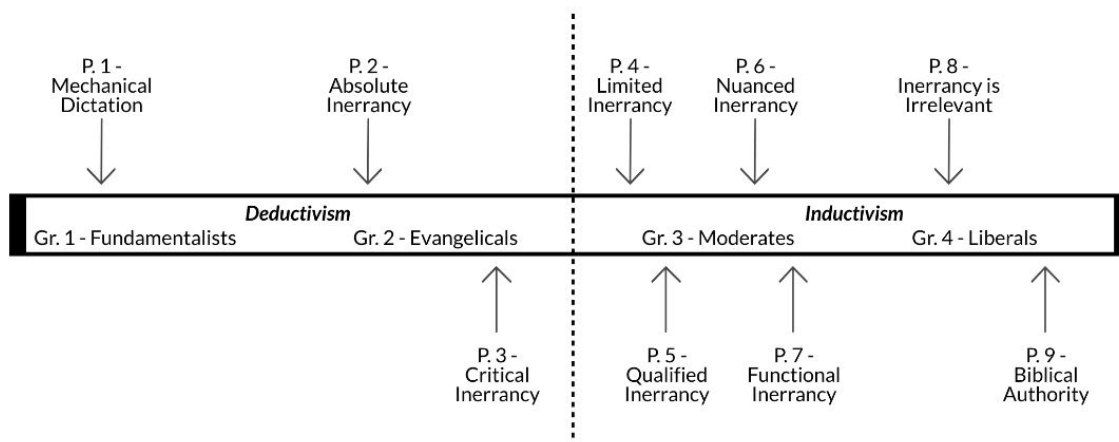 P. 1 -
Mechanical
Dictation
P. 2 -
Absolute
Inerrancy
P. 4 -
Limited
Inerrancy
P. 6 -
Nuanced
Inerrancy
P. 8 -
Inerrancy is
Irrelevant
Deductivism
Inductivism
Gr. 1 - Fundamentalists
Gr. 2 - Evangelicals
Gr. 3 - Moderates
Gr. 4 - Liberals
P. 3 -
Critical
Inerrancy
P. 5 -
Qualified
Inerrancy
P. 7 -
Functional
Inerrancy
P. 9 -
Biblical
Authority